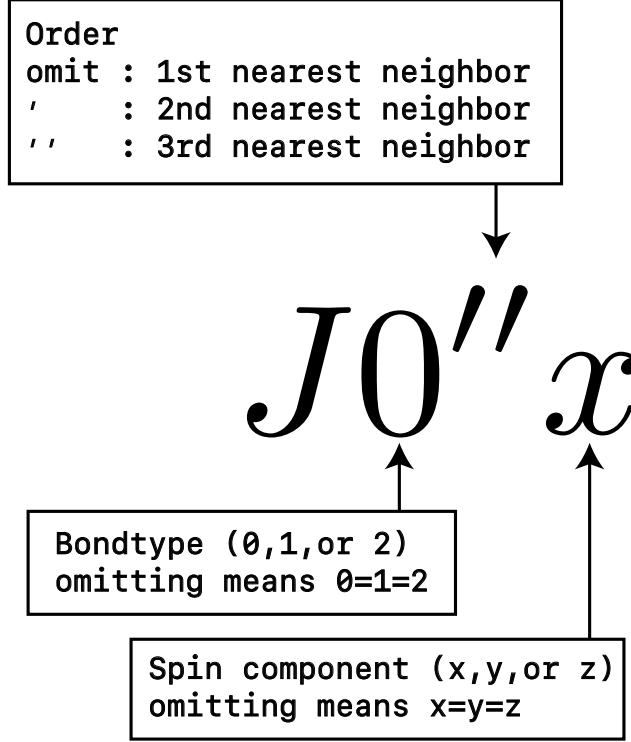 Order
omit : 1st nearest neighbor
′ : 2nd nearest neighbor
′′ : 3rd nearest neighbor
J0′′x
Bondtype (0,1,or 2)
omitting means 0=1=2
Spin component (x,y,or z)
omitting means x=y=z